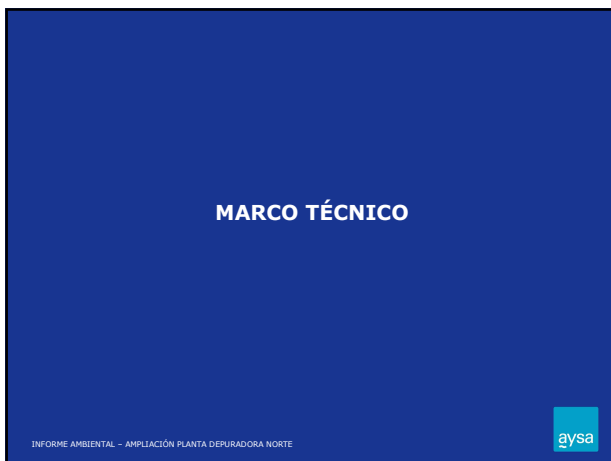 MARCO TÉCNICO
INFORME AMBIENTAL – AMPLIACIÓN PLANTA DEPURADORA NORTE
aysa